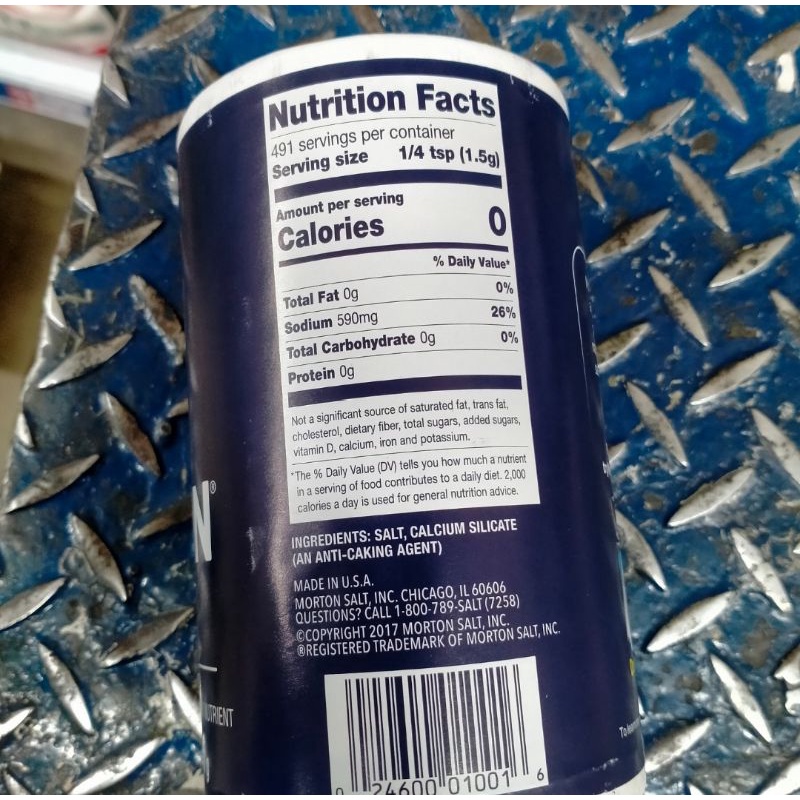 Nutrition Facts
491 servings per container
Serving size 1/4 tsp (1.5g)
Amount per serving
Calories 0
% Daily Value*
Total Fat 0g 0%
Sodium 590mg 26%
Total Carbohydrate 0g 0%
Protein 0g
Not a significant source of saturated fat, trans fat,
cholesterol, dietary fiber, total sugars, added sugars,
vitamin D, calcium, iron and potassium.
*The % Daily Value (DV) tells you how much a nutrient
in a serving of food contributes to a daily diet. 2,000
calories a day is used for general nutrition advice.
INGREDIENTS: SALT, CALCIUM SILICATE
(AN ANTI-CAKING AGENT)
MADE IN U.S.A.
MORTON SALT, INC. CHICAGO, IL 60606
QUESTIONS? CALL 1-800-789-SALT (7258)
©COPYRIGHT 2017 MORTON SALT, INC.
®REGISTERED TRADEMARK OF MORTON SALT, INC.
N®
UTRIENT
0 24600 01001 6